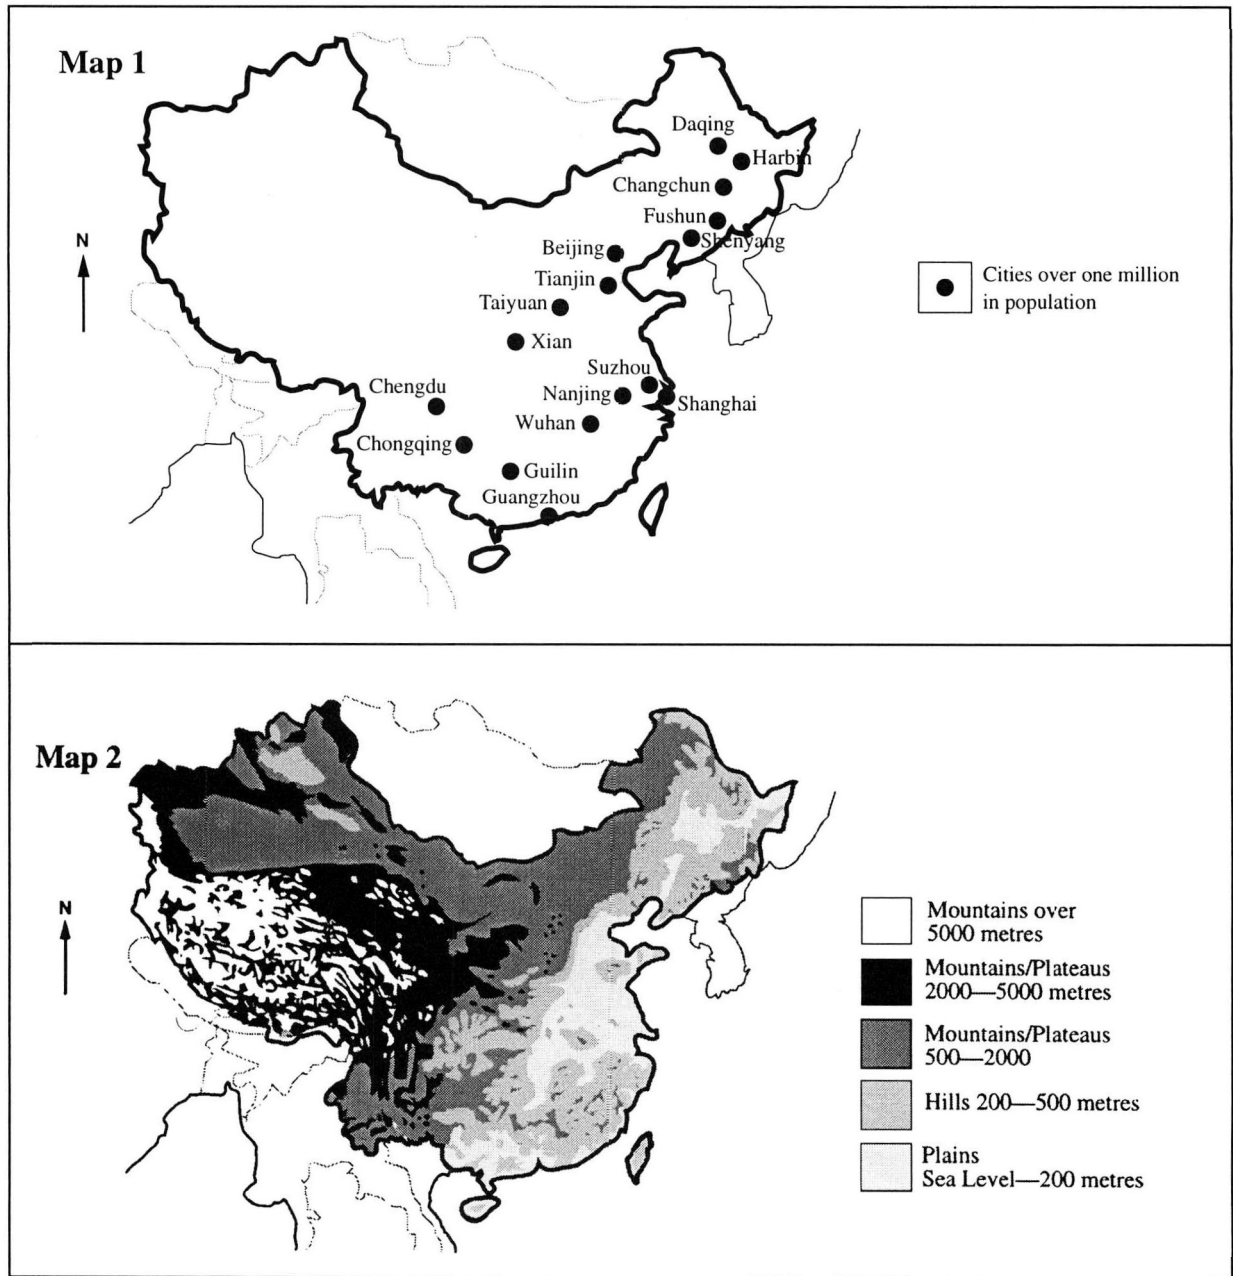 Map 1
Daqing
Harbin
Changchun
Fushun
Shenyang
N
Beijing
Tianjin
Taiyuan
Xian
Cities over one million
in population
Suzhou
Chengdu
Nanjing
Shanghai
Wuhan
Chongqing
Guilin
Guangzhou
Map 2
N
Mountains over
5000 metres
Mountains/Plateaus
2000—5000 metres
Mountains/Plateaus
500—2000
Hills 200—500 metres
Plains
Sea Level—200 metres